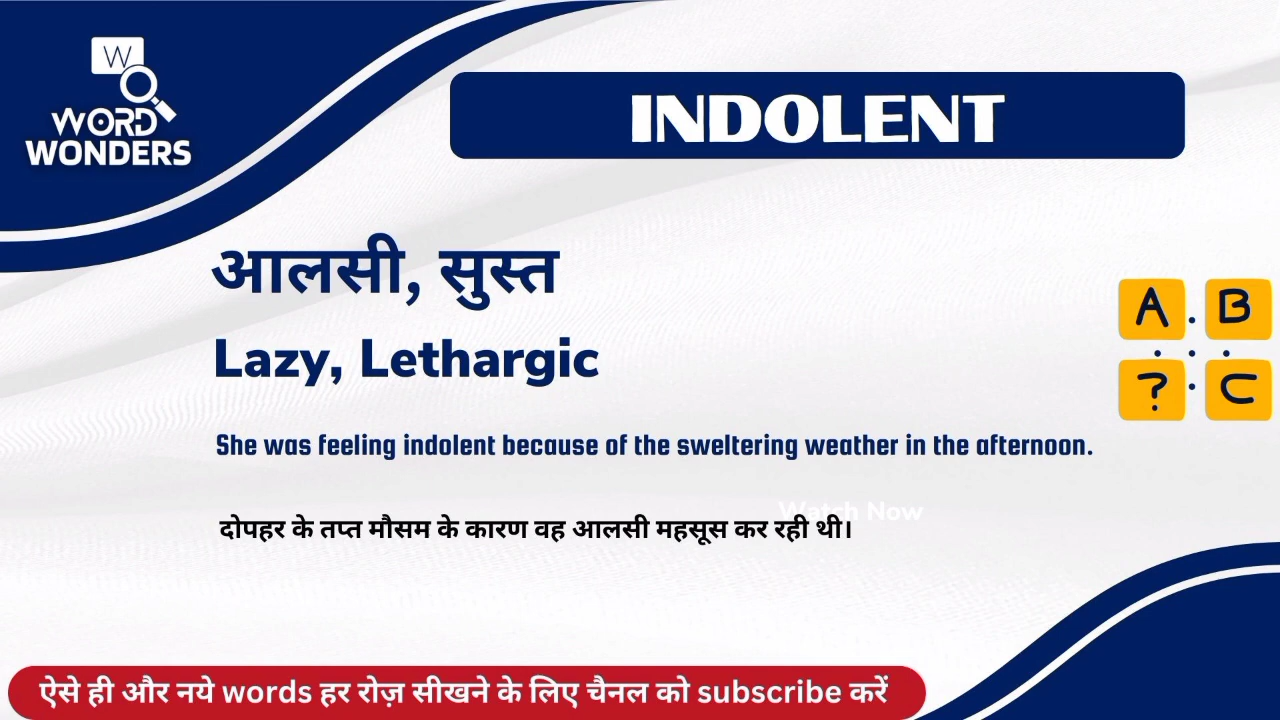 W
WORD
WONDERS
INDOLENT
आलसी, सुस्त
Lazy, Lethargic
A B
? C
She was feeling indolent because of the sweltering weather in the afternoon.
Watch Now
दोपहर के तप्त मौसम के कारण वह आलसी महसूस कर रही थी।
ऐसे ही और नये words हर रोज़ सीखने के लिए चैनल को subscribe करें